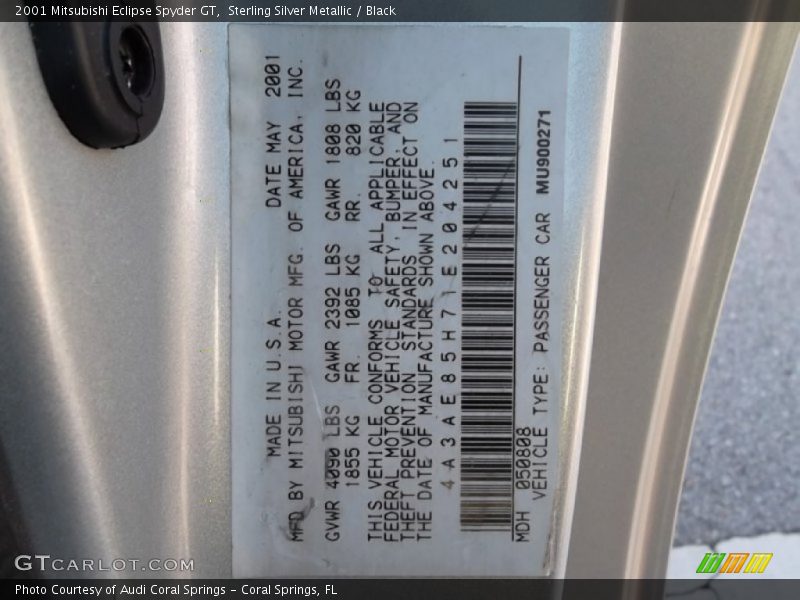 2001 Mitsubishi Eclipse Spyder GT, Sterling Silver Metallic / Black
MADE IN U.S.A. DATE MAY 2001
MFD BY MITSUBISHI MOTOR MFG. OF AMERICA, INC.
GVWR 4090 LBS GAWR 2392 LBS GAWR 1808 LBS
1855 KG FR. 1085 KG RR. 820 KG
THIS VEHICLE CONFORMS TO ALL APPLICABLE
FEDERAL MOTOR VEHICLE SAFETY, BUMPER, AND
THEFT PREVENTION STANDARDS IN EFFECT ON
THE DATE OF MANUFACTURE SHOWN ABOVE.
4A3AE85H71E204251
MDH 050808
VEHICLE TYPE: PASSENGER CAR MU900271
GTCARLOT.COM
Photo Courtesy of Audi Coral Springs - Coral Springs, FL